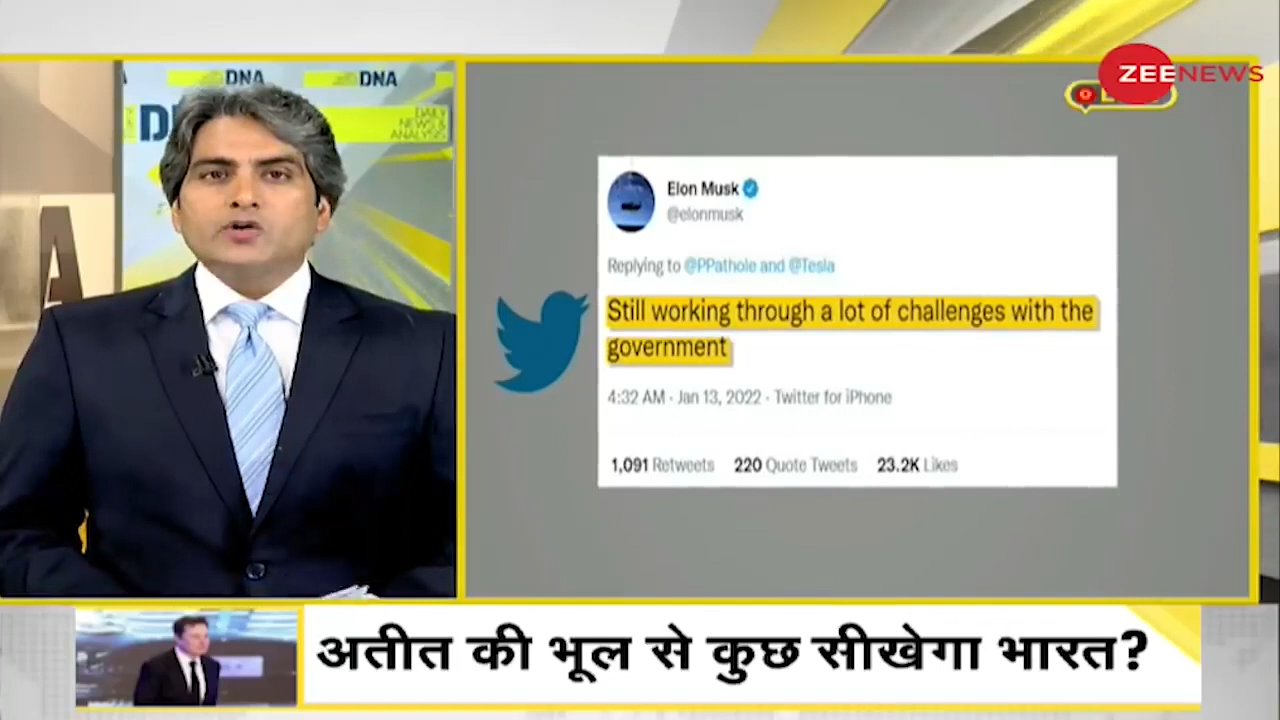 DNA
DNA
DAILY
NEWS &
ANALYSIS
A
ZEENEWS
Elon Musk
@elonmusk
Replying to @PPathole and @Tesla
Still working through a lot of challenges with the
government
4:32 AM · Jan 13, 2022 · Twitter for iPhone
1,091 Retweets 220 Quote Tweets 23.2K Likes
अतीत की भूल से कुछ सीखेगा भारत?